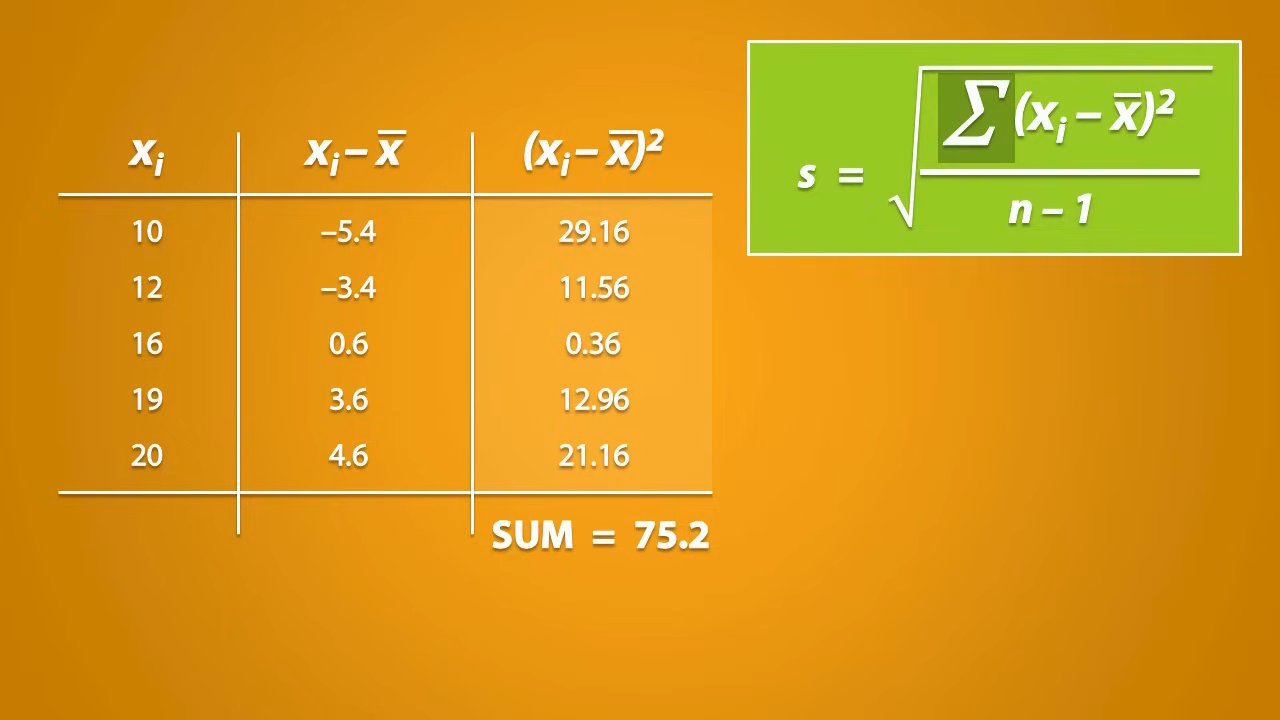 xᵢ xᵢ – x̅ (xᵢ – x̅)²
10 –5.4 29.16
12 –3.4 11.56
16 0.6 0.36
19 3.6 12.96
20 4.6 21.16
SUM = 75.2
s = √ Σ (xᵢ – x̅)²
n – 1